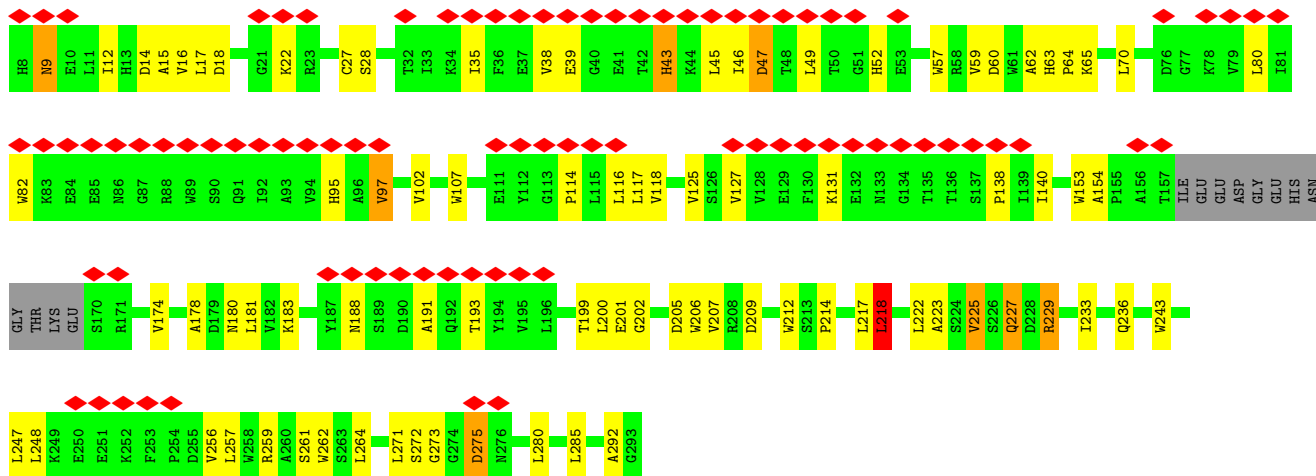 H8 N9 E10 L11 I12 H13 D14 A15 V16 L17 D18 G21 K22 R23 C27 S28 T32 I33 K34 I35 F36 E37 V38 E39 G40 E41 T42 H43 K44 L45 I46 D47 T48 L49 T50 G51 H52 E53 W57 R58 V59 D60 W61 A62 H63 P64 K65 L70 D76 G77 K78 V79 L80 I81
W82 K83 E84 E85 N86 G87 R88 W89 S90 Q91 I92 A93 V94 H95 A96 V97 V102 W107 E111 Y112 G113 P114 L115 L116 L117 V118 V125 S126 V127 V128 E129 F130 K131 E132 N133 G134 T135 T136 S137 P138 I139 I140 W153 A154 P155 A156 T157 ILE GLU GLU ASP GLY GLU HIS ASN
GLY THR LYS GLU S170 R171 V174 A178 D179 N180 L181 V182 K183 Y187 N188 S189 D190 A191 Q192 T193 Y194 V195 L196 T199 L200 E201 G202 D205 W206 V207 R208 D209 W212 S213 P214 L217 L218 L222 A223 S224 V225 S226 Q227 D228 R229 I233 Q236 W243
L247 L248 K249 E250 E251 K252 F253 P254 D255 V256 L257 W258 R259 A260 S261 W262 S263 L264 L271 S272 G273 G274 D275 N276 L280 L285 A292 G293